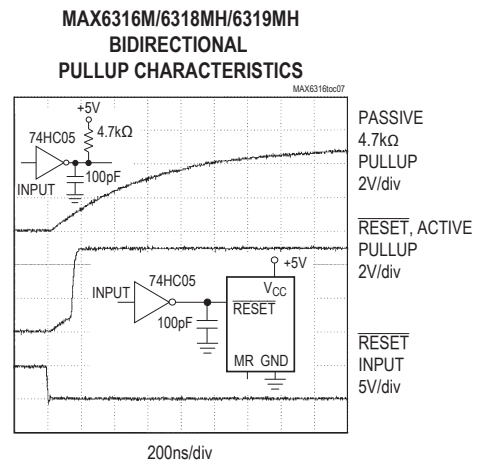 MAX6316M/6318MH/6319MH
BIDIRECTIONAL
PULLUP CHARACTERISTICS
MAX6316toc07
+5V
74HC05
4.7kΩ
INPUT
100pF
PASSIVE
4.7kΩ
PULLUP
2V/div
RESET, ACTIVE
PULLUP
2V/div
+5V
74HC05
INPUT
VCC
RESET
100pF
MR GND
RESET
INPUT
5V/div
200ns/div